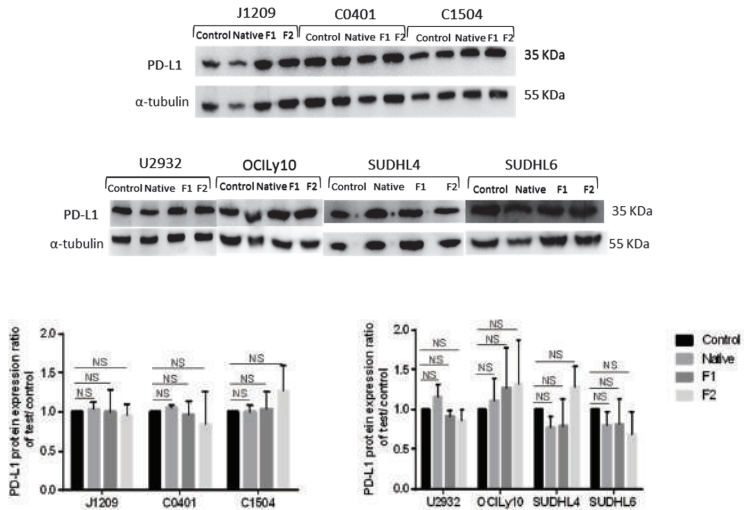 J1209 C0401 C1504
Control Native F1 F2 Control Native F1 F2 Control Native F1 F2
PD-L1 35 KDa
α-tubulin 55 KDa
U2932 OCILy10 SUDHL4 SUDHL6
Control Native F1 F2 Control Native F1 F2 Control Native F1 F2 Control Native F1 F2
PD-L1 35 KDa
α-tubulin 55 KDa
PD-L1 protein expression ratio
of test/control
2.0
1.5
1.0
0.5
0.0
NS NS NS
NS NS NS
NS NS NS
J1209 C0401 C1504
PD-L1 protein expression ratio
of test/control
2.0
1.5
1.0
0.5
0.0
NS NS NS NS
NS NS NS NS
NS NS NS NS
U2932 OCILy10 SUDHL4 SUDHL6
Control
Native
F1
F2